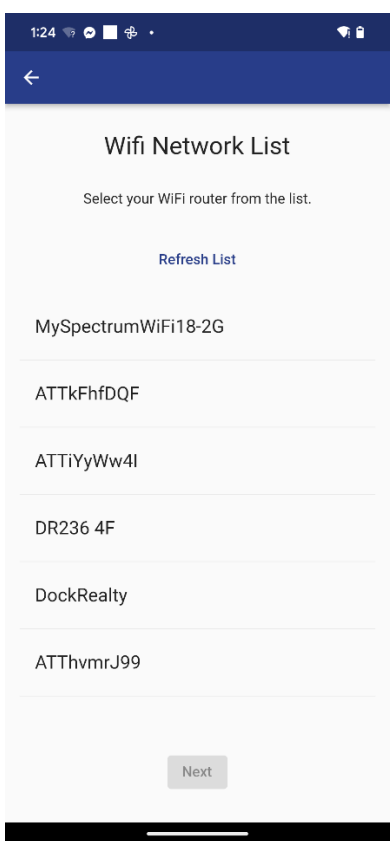 1:24
Wifi Network List
Select your WiFi router from the list.
Refresh List
MySpectrumWiFi18-2G
ATTkFhfDQF
ATTiYyWw4I
DR236 4F
DockRealty
ATThvmrJ99
Next